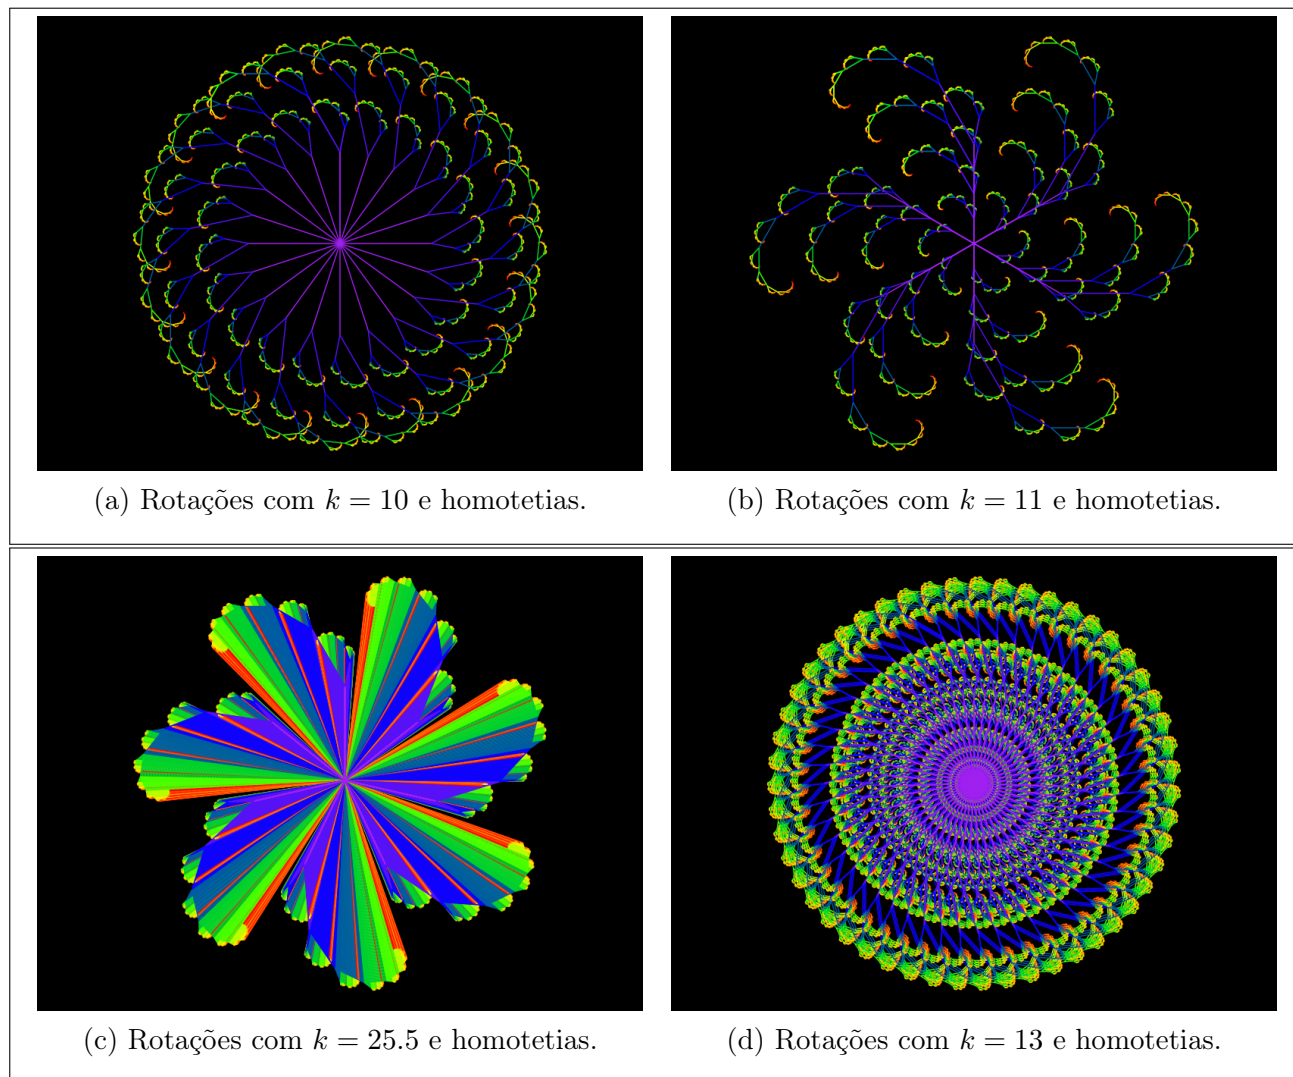 (a) Rotações com k = 10 e homotetias.
(b) Rotações com k = 11 e homotetias.
(c) Rotações com k = 25.5 e homotetias.
(d) Rotações com k = 13 e homotetias.